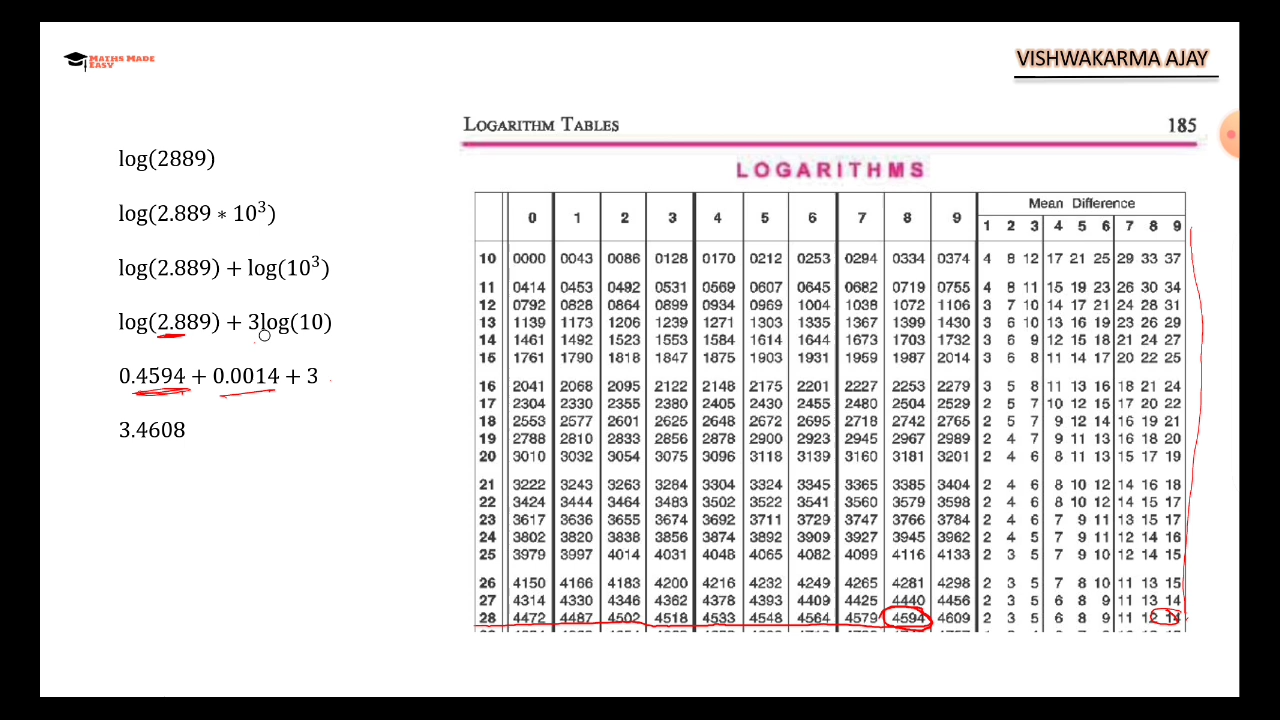 MATHS MADE
EASY
VISHWAKARMA AJAY
log(2889)
log(2.889 ∗ 10³)
log(2.889) + log(10³)
log(2.889) + 3log(10)
0.4594 + 0.0014 + 3
3.4608
LOGARITHM TABLES 185
LOGARITHMS
Mean Difference
0 1 2 3 4 5 6 7 8 9 1 2 3 4 5 6 7 8 9
10 0000 0043 0086 0128 0170 0212 0253 0294 0334 0374 4 8 12 17 21 25 29 33 37
11 0414 0453 0492 0531 0569 0607 0645 0682 0719 0755 4 8 11 15 19 23 26 30 34
12 0792 0828 0864 0899 0934 0969 1004 1038 1072 1106 3 7 10 14 17 21 24 28 31
13 1139 1173 1206 1239 1271 1303 1335 1367 1399 1430 3 6 10 13 16 19 23 26 29
14 1461 1492 1523 1553 1584 1614 1644 1673 1703 1732 3 6 9 12 15 18 21 24 27
15 1761 1790 1818 1847 1875 1903 1931 1959 1987 2014 3 6 8 11 14 17 20 22 25
16 2041 2068 2095 2122 2148 2175 2201 2227 2253 2279 3 5 8 11 13 16 18 21 24
17 2304 2330 2355 2380 2405 2430 2455 2480 2504 2529 2 5 7 10 12 15 17 20 22
18 2553 2577 2601 2625 2648 2672 2695 2718 2742 2765 2 5 7 9 12 14 16 19 21
19 2788 2810 2833 2856 2878 2900 2923 2945 2967 2989 2 4 7 9 11 13 16 18 20
20 3010 3032 3054 3075 3096 3118 3139 3160 3181 3201 2 4 6 8 11 13 15 17 19
21 3222 3243 3263 3284 3304 3324 3345 3365 3385 3404 2 4 6 8 10 12 14 16 18
22 3424 3444 3464 3483 3502 3522 3541 3560 3579 3598 2 4 6 8 10 12 14 15 17
23 3617 3636 3655 3674 3692 3711 3729 3747 3766 3784 2 4 6 7 9 11 13 15 17
24 3802 3820 3838 3856 3874 3892 3909 3927 3945 3962 2 4 5 7 9 11 12 14 16
25 3979 3997 4014 4031 4048 4065 4082 4099 4116 4133 2 3 5 7 9 10 12 14 15
26 4150 4166 4183 4200 4216 4232 4249 4265 4281 4298 2 3 5 7 8 10 11 13 15
27 4314 4330 4346 4362 4378 4393 4409 4425 4440 4456 2 3 5 6 8 9 11 13 14
28 4472 4487 4502 4518 4533 4548 4564 4579 4594 4609 2 3 5 6 8 9 11 12 14